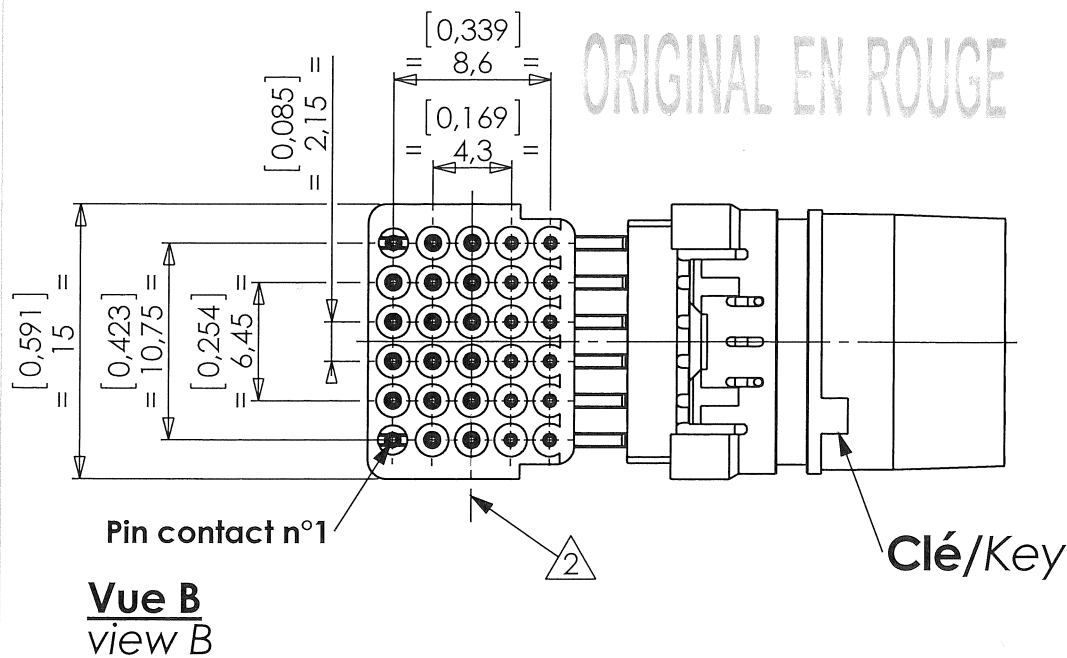 [0,339]
= 8,6 =
ORIGINAL EN ROUGE
[0,085]
= 2,15 =
[0,169]
= 4,3 =
[0,591]
= 15 =
[0,423]
= 10,75 =
[0,254]
= 6,45 =
Pin contact n°1
2
Clé/Key
Vue B
view B